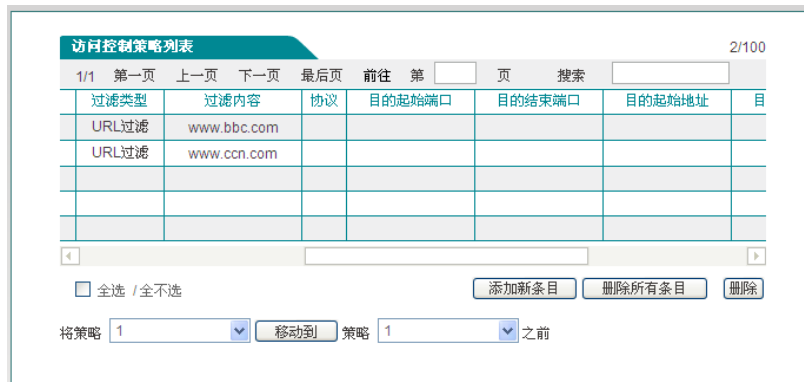 访问控制策略列表 2/100
1/1 第一页 上一页 下一页 最后页 前往 第 页 搜索
过滤类型 过滤内容 协议 目的起始端口 目的结束端口 目的起始地址 目
URL过滤 www.bbc.com
URL过滤 www.ccn.com
全选 /全不选 添加新条目 删除所有条目 删除
将策略 1 移动到 策略 1 之前